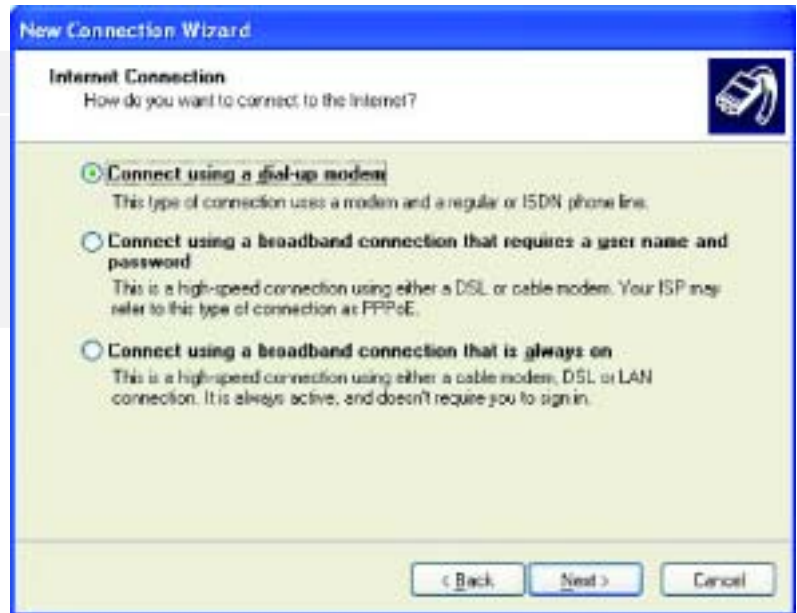 New Connection Wizard
Internet Connection
How do you want to connect to the Internet?
Connect using a dial-up modem
This type of connection uses a modem and a regular or ISDN phone line.
Connect using a broadband connection that requires a user name and
password
This is a high-speed connection using either a DSL or cable modem. Your ISP may
refer to this type of connection as PPPoE.
Connect using a broadband connection that is always on
This is a high-speed connection using either a cable modem, DSL or LAN
connection. It is always active, and doesn't require you to sign in.
< Back
Next >
Cancel